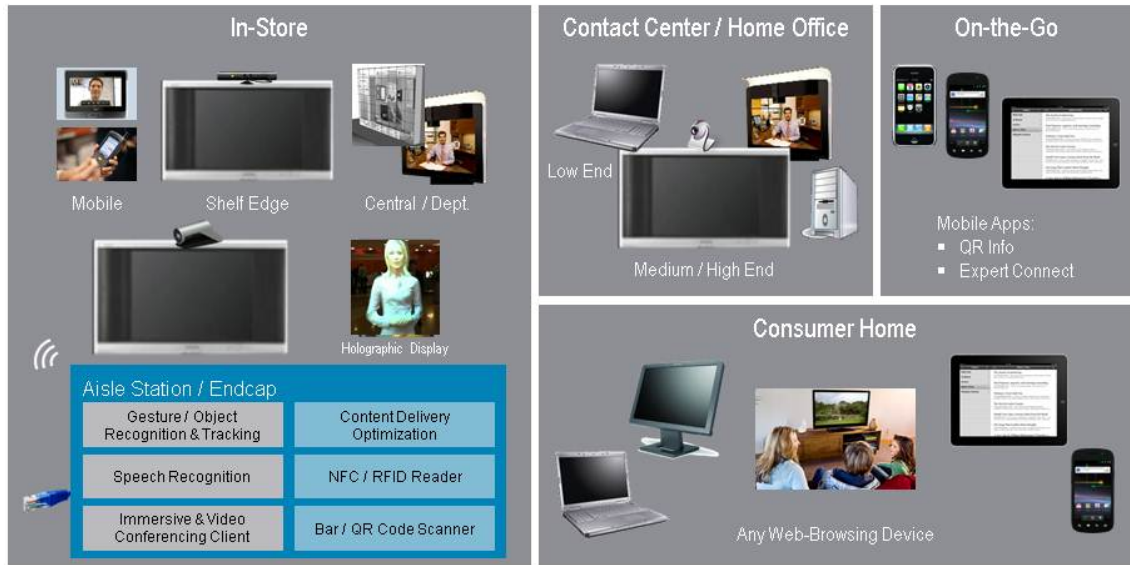 In-Store
Mobile
Shelf Edge
Central / Dept.
Holographic Display
Aisle Station / Endcap
Gesture / Object
Recognition & Tracking
Content Delivery
Optimization
Speech Recognition
NFC / RFID Reader
Immersive & Video
Conferencing Client
Bar / QR Code Scanner
Contact Center / Home Office
Low End
Medium / High End
On-the-Go
Mobile Apps:
▪ QR Info
▪ Expert Connect
Consumer Home
Any Web-Browsing Device